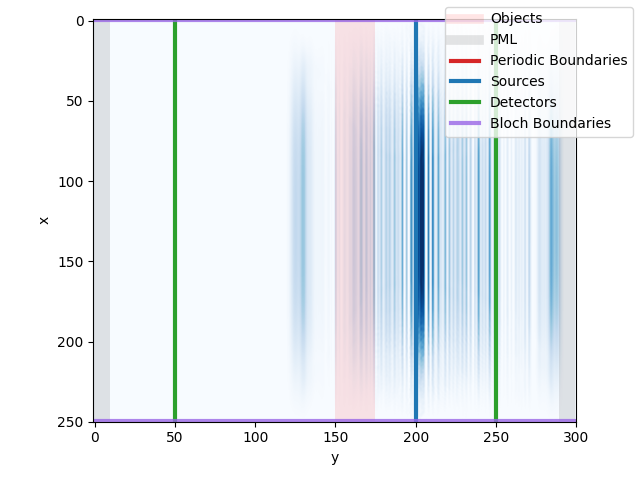 Objects
PML
Periodic Boundaries
Sources
Detectors
Bloch Boundaries
0
50
100
150
200
250
x
0 50 100 150 200 250 300
y